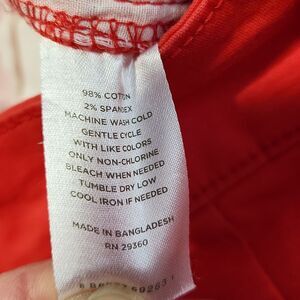 98% COTTON
2% SPANDEX
MACHINE WASH COLD
GENTLE CYCLE
WITH LIKE COLORS
ONLY NON-CHLORINE
BLEACH WHEN NEEDED
TUMBLE DRY LOW
COOL IRON IF NEEDED
MADE IN BANGLADESH
RN 29360